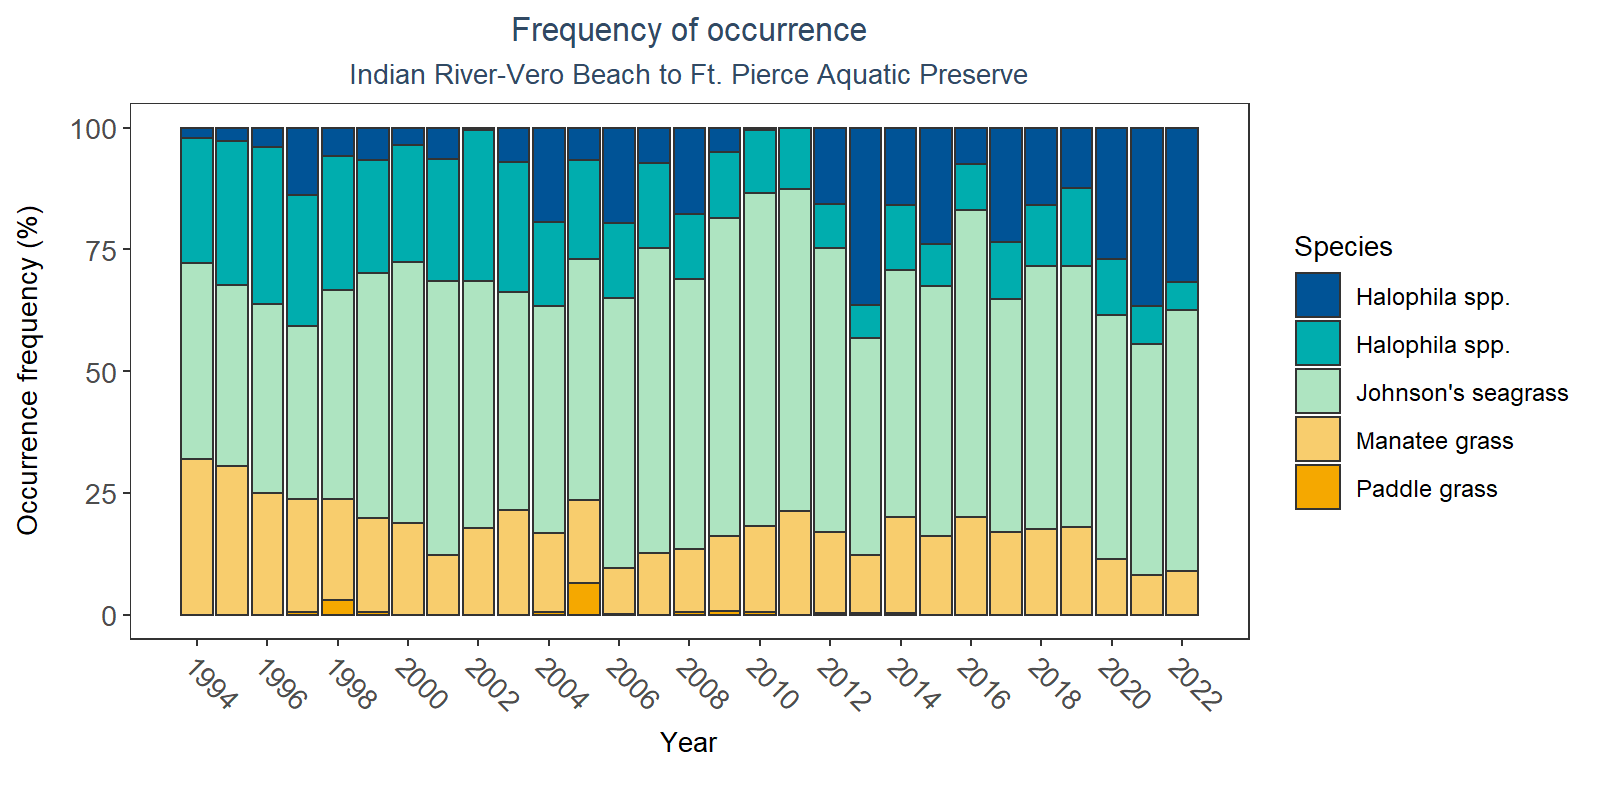 Frequency of occurrence
Indian River-Vero Beach to Ft. Pierce Aquatic Preserve
Occurrence frequency (%)
100
75
50
25
0
1994
1996
1998
2000
2002
2004
2006
2008
2010
2012
2014
2016
2018
2020
2022
Year
Species
Halophila spp.
Halophila spp.
Johnson's seagrass
Manatee grass
Paddle grass